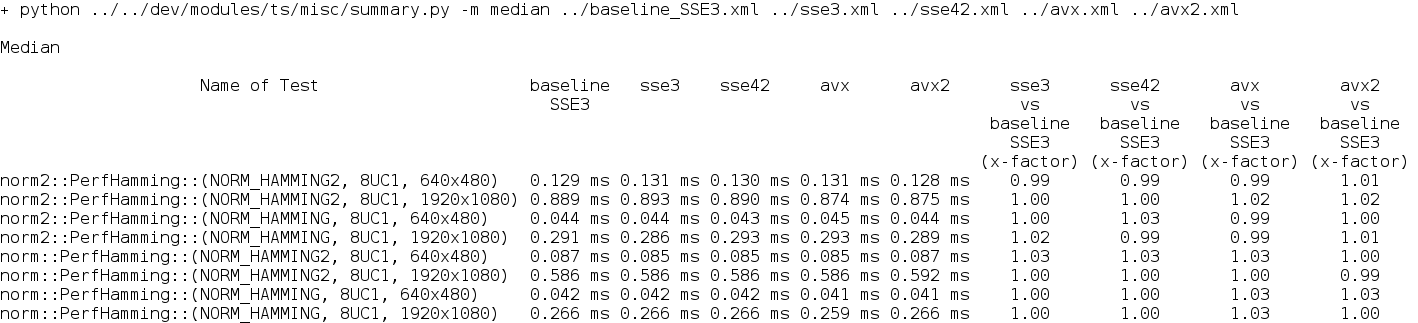 + python ../../dev/modules/ts/misc/summary.py -m median ../baseline_SSE3.xml ../sse3.xml ../sse42.xml ../avx.xml ../avx2.xml
Median
Name of Test baseline sse3 sse42 avx avx2 sse3 sse42 avx avx2
SSE3 vs vs vs vs
baseline baseline baseline baseline
SSE3 SSE3 SSE3 SSE3
(x-factor) (x-factor) (x-factor) (x-factor)
norm2::PerfHamming::(NORM_HAMMING2, 8UC1, 640x480) 0.129 ms 0.131 ms 0.130 ms 0.131 ms 0.128 ms 0.99 0.99 0.99 1.01
norm2::PerfHamming::(NORM_HAMMING2, 8UC1, 1920x1080) 0.889 ms 0.893 ms 0.890 ms 0.874 ms 0.875 ms 1.00 1.00 1.02 1.02
norm2::PerfHamming::(NORM_HAMMING, 8UC1, 640x480) 0.044 ms 0.044 ms 0.043 ms 0.045 ms 0.044 ms 1.00 1.03 0.99 1.00
norm2::PerfHamming::(NORM_HAMMING, 8UC1, 1920x1080) 0.291 ms 0.286 ms 0.293 ms 0.293 ms 0.289 ms 1.02 0.99 0.99 1.01
norm::PerfHamming::(NORM_HAMMING2, 8UC1, 640x480) 0.087 ms 0.085 ms 0.085 ms 0.085 ms 0.087 ms 1.03 1.03 1.03 1.00
norm::PerfHamming::(NORM_HAMMING2, 8UC1, 1920x1080) 0.586 ms 0.586 ms 0.586 ms 0.586 ms 0.592 ms 1.00 1.00 1.00 0.99
norm::PerfHamming::(NORM_HAMMING, 8UC1, 640x480) 0.042 ms 0.042 ms 0.042 ms 0.041 ms 0.041 ms 1.00 1.00 1.03 1.03
norm::PerfHamming::(NORM_HAMMING, 8UC1, 1920x1080) 0.266 ms 0.266 ms 0.266 ms 0.259 ms 0.266 ms 1.00 1.00 1.03 1.00